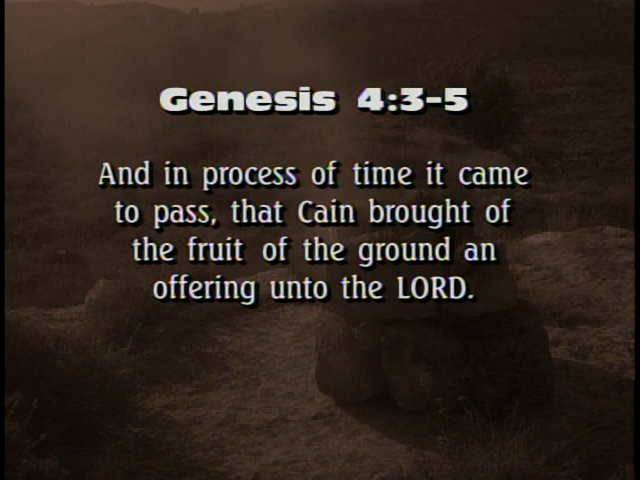 Genesis 4:3-5
And in process of time it came
to pass, that Cain brought of
the fruit of the ground an
offering unto the LORD.